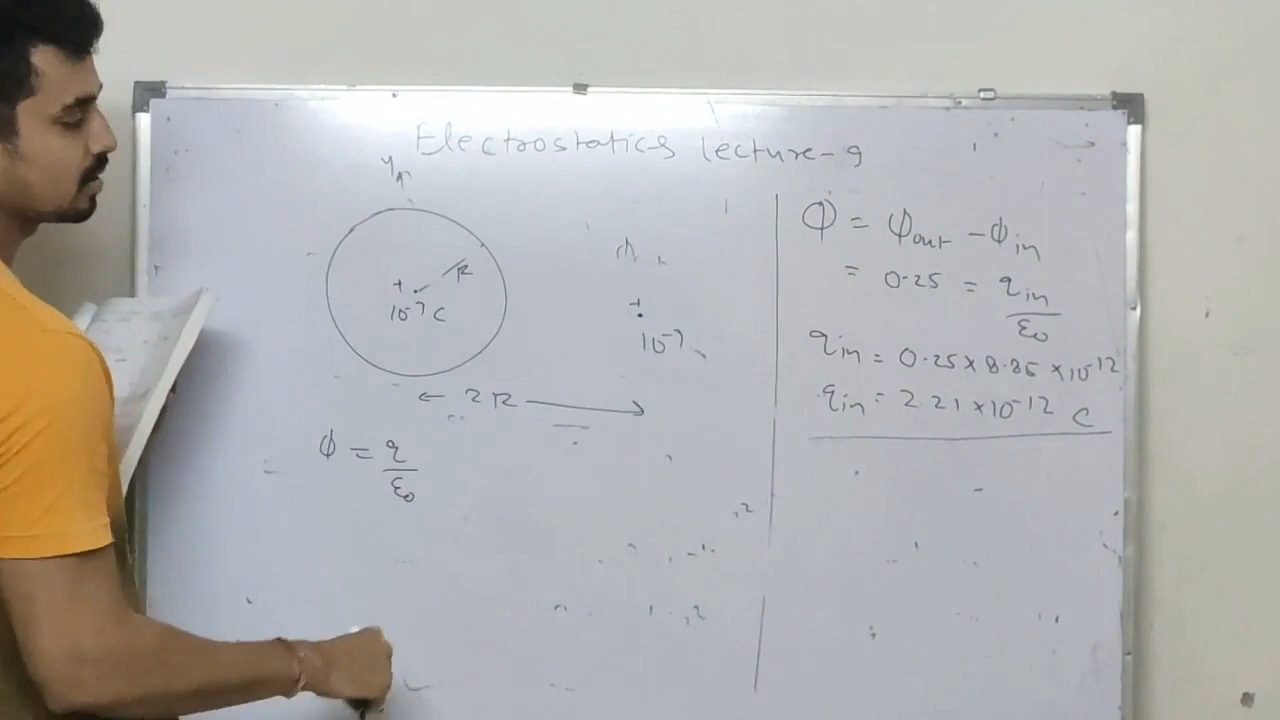 Electrostatics lecture-9
y
R
+
10⁻⁷ C
+
10⁻⁷
← 2R →
ϕ = q/ε₀
ϕ = ϕout - ϕin
= 0.25 = qin/ε₀
qin = 0.25 × 8.85 × 10⁻¹²
qin = 2.21 × 10⁻¹² C